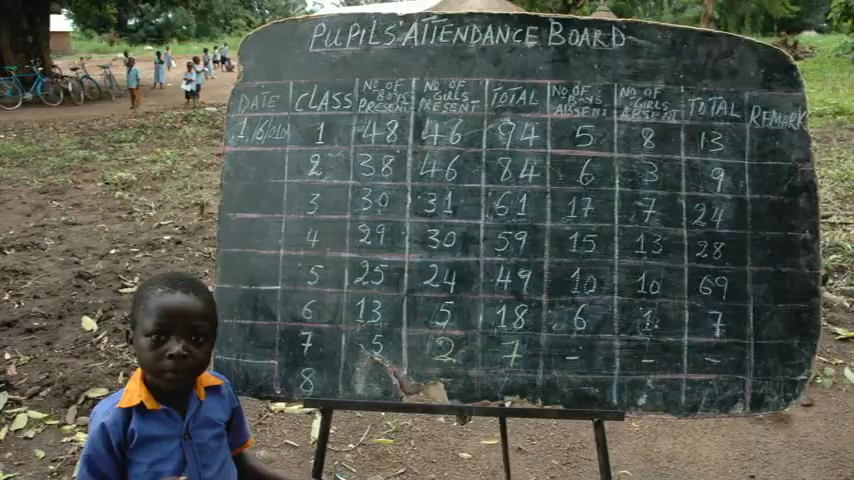 PUPILS ATTENDANCE BOARD
DATE CLASS NO. OF BOYS PRESENT NO. OF GIRLS PRESENT TOTAL NO OF BOYS ABSENT NO OF GIRLS ABSENT TOTAL REMARK
1 48 46 94 5 8 13
2 38 46 84 6 3 9
3 30 31 61 17 7 24
4 29 30 59 15 13 28
5 25 24 49 10 10 69
6 13 5 18 6 1 7
7 5 2 7 - - -
8